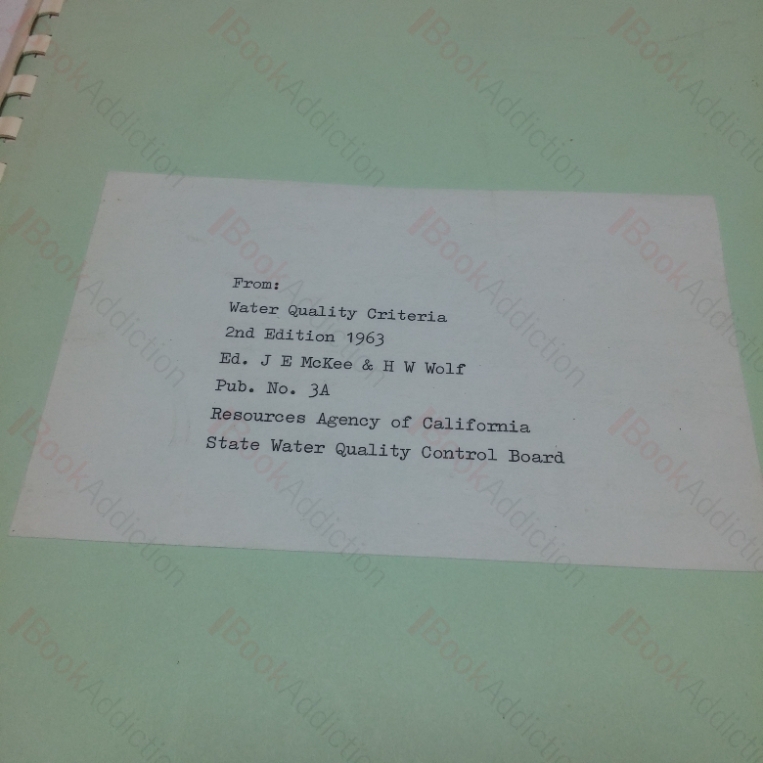 From:
Water Quality Criteria
2nd Edition 1963
Ed. J E McKee & H W Wolf
Pub. No. 3A
Resources Agency of California
State Water Quality Control Board
BookAddiction